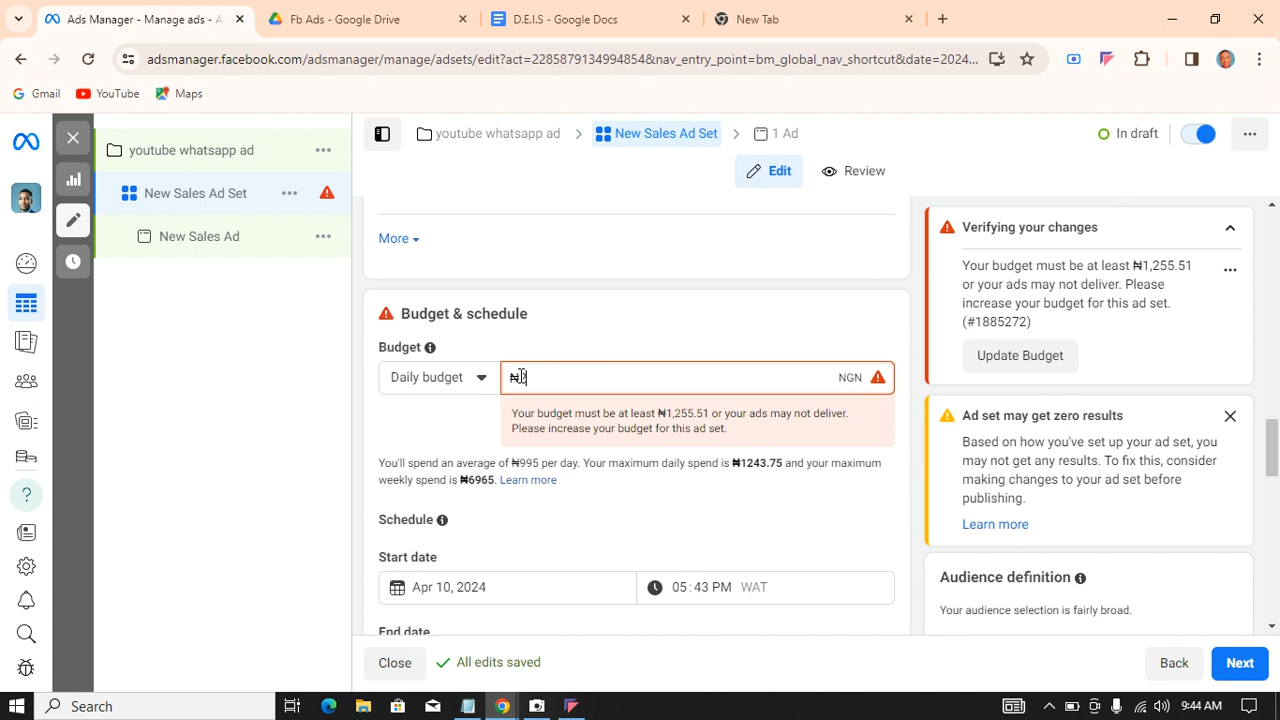 Ads Manager - Manage ads - A
Fb Ads - Google Drive
D.E.I.S - Google Docs
New Tab
adsmanager.facebook.com/adsmanager/manage/adsets/edit?act=2285879134994854&nav_entry_point=bm_global_nav_shortcut&date=2024...
Gmail
YouTube
Maps
youtube whatsapp ad
New Sales Ad Set
1 Ad
In draft
Edit
Review
youtube whatsapp ad
New Sales Ad Set
New Sales Ad
More
Budget & schedule
Budget
Daily budget
₦2
NGN
Your budget must be at least ₦1,255.51 or your ads may not deliver.
Please increase your budget for this ad set.
You'll spend an average of ₦995 per day. Your maximum daily spend is ₦1243.75 and your maximum
weekly spend is ₦6965. Learn more
Schedule
Start date
Apr 10, 2024
05:43 PM WAT
End date
Verifying your changes
Your budget must be at least ₦1,255.51
or your ads may not deliver. Please
increase your budget for this ad set.
(#1885272)
Update Budget
Ad set may get zero results
Based on how you've set up your ad set, you
may not get any results. To fix this, consider
making changes to your ad set before
publishing.
Learn more
Audience definition
Your audience selection is fairly broad.
Close
All edits saved
Back
Next
Search
9:44 AM